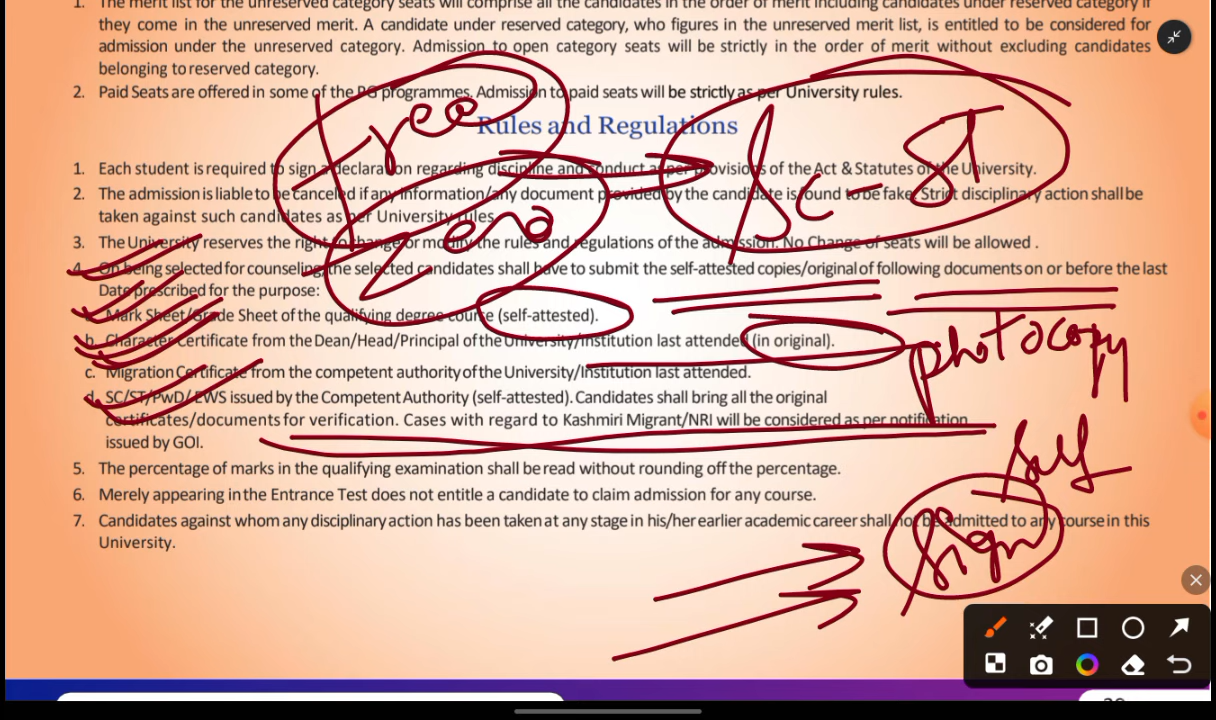 1. The merit list for the unreserved category seats will comprise all the candidates in the order of merit including candidates under reserved category if
they come in the unreserved merit. A candidate under reserved category, who figures in the unreserved merit list, is entitled to be considered for
admission under the unreserved category. Admission to open category seats will be strictly in the order of merit without excluding candidates
belonging to reserved category.
2. Paid Seats are offered in some of the PG programmes. Admission to paid seats will be strictly as per University rules.
free
Sc - ST
Rules and Regulations
1. Each student is required to sign a declaration regarding discipline and conduct as per provisions of the Act & Statutes of the University.
2. The admission is liable to be canceled if any information/any document provided by the candidate is found to be fake. Strict disciplinary action shall be
taken against such candidates as per University rules.
zero
3. The University reserves the right to change or modify the rules and regulations of the admission. No Change of seats will be allowed .
4. On being selected for counseling, the selected candidates shall have to submit the self-attested copies/original of following documents on or before the last
Date prescribed for the purpose:
a. Mark Sheet/Grade Sheet of the qualifying degree course (self-attested).
b. Character Certificate from the Dean/Head/Principal of the University/Institution last attended (in original).
photocopy
c. Migration Certificate from the competent authority of the University/Institution last attended.
d. SC/ST/PwD/EWS issued by the Competent Authority (self-attested). Candidates shall bring all the original
certificates/documents for verification. Cases with regard to Kashmiri Migrant/NRI will be considered as per notification
issued by GOI.
self
5. The percentage of marks in the qualifying examination shall be read without rounding off the percentage.
6. Merely appearing in the Entrance Test does not entitle a candidate to claim admission for any course.
7. Candidates against whom any disciplinary action has been taken at any stage in his/her earlier academic career shall not be admitted to any course in this
University.
sign